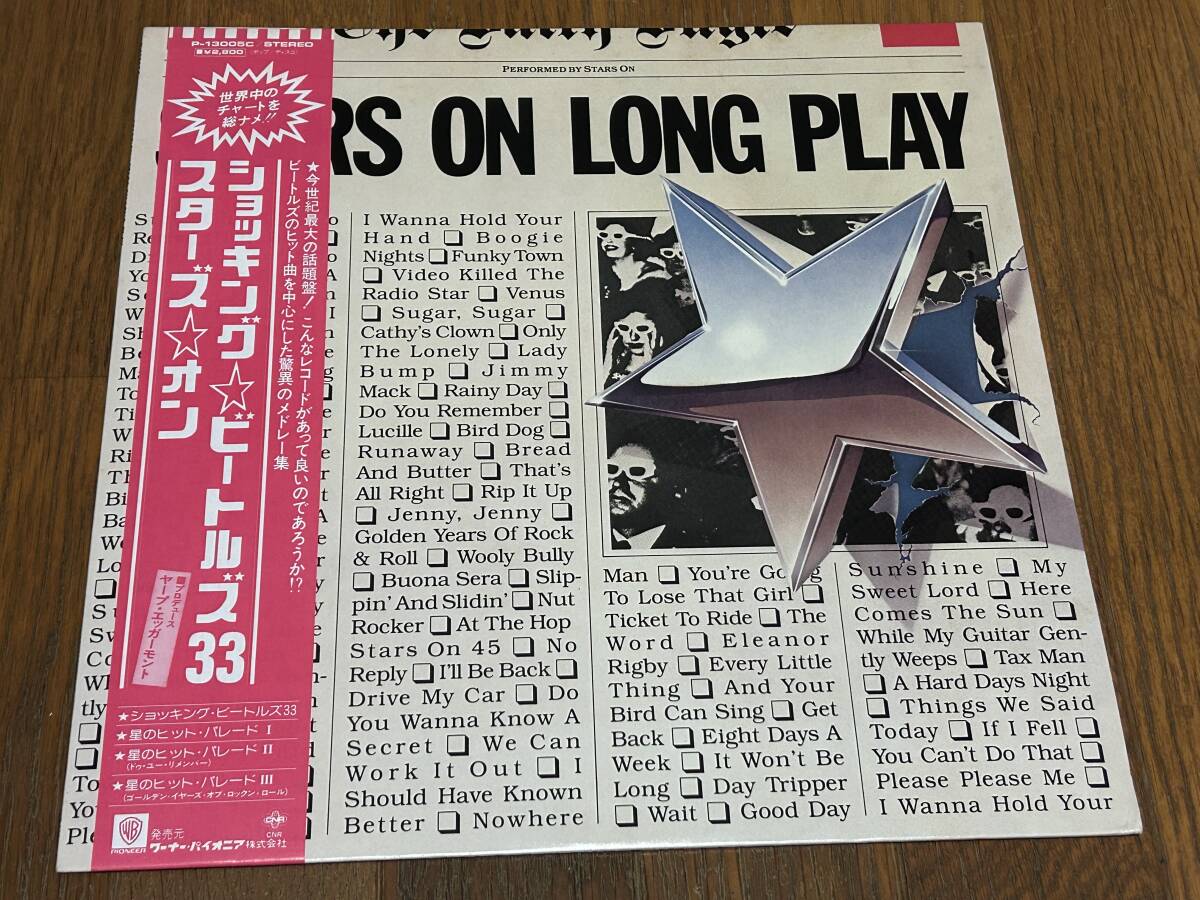 P-13005C/STEREO
¥2,800
世界中の
チャートを
総ナメ!!
★今世紀最大の話題盤!こんなレコードがあって良いのであろうか!?
ビートルズのヒット曲を中心にした驚異のメドレー集
ショッキング☆ビートルズ33
スターズ☆オン
プロデュース
ヤープ・エッガーモント
★ショッキング・ビートルズ33
★星のヒット・パレード I
★星のヒット・パレード II
(ドゥ・ユー・リメンバー)
★星のヒット・パレード III
(ゴールデン・イヤーズ・オブ・ロックン・ロール)
PIONEER
発売元
ワーナー・パイオニア株式会社
CNR
CNR
PERFORMED BY STARS ON
RS ON LONG PLAY
I Wanna Hold Your
Hand ❏ Boogie
Nights ❏ Funky Town
❏ Video Killed The
Radio Star ❏ Venus
❏ Sugar, Sugar ❏
Cathy's Clown ❏ Only
The Lonely ❏ Lady
Bump ❏ Jimmy
Mack ❏ Rainy Day ❏
Do You Remember ❏
Lucille ❏ Bird Dog ❏
Runaway ❏ Bread
And Butter ❏ That's
All Right ❏ Rip It Up
❏ Jenny, Jenny ❏
Golden Years Of Rock
& Roll ❏ Wooly Bully
❏ Buona Sera ❏ Slip-
pin' And Slidin' ❏ Nut
Rocker ❏ At The Hop
Stars On 45 ❏ No
Reply ❏ I'll Be Back ❏
Drive My Car ❏ Do
You Wanna Know A
Secret ❏ We Can
Work It Out ❏ I
Should Have Known
Better ❏ Nowhere
Man ❏ You're Going
To Lose That Girl ❏
Ticket To Ride ❏ The
Word ❏ Eleanor
Rigby ❏ Every Little
Thing ❏ And Your
Bird Can Sing ❏ Get
Back ❏ Eight Days A
Week ❏ It Won't Be
Long ❏ Day Tripper
❏ Wait ❏ Good Day
Sunshine ❏ My
Sweet Lord ❏ Here
Comes The Sun ❏
While My Guitar Gen-
tly Weeps ❏ Tax Man
❏ A Hard Days Night
❏ Things We Said
Today ❏ If I Fell ❏
You Can't Do That ❏
Please Please Me ❏
I Wanna Hold Your